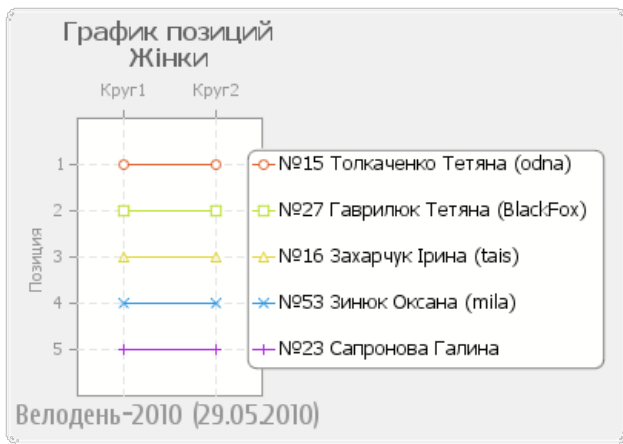 График позиций
Жінки
Круг1 Круг2
1 №15 Толкаченко Тетяна (odna)
2 №27 Гаврилюк Тетяна (BlackFox)
3 №16 Захарчук Ірина (tais)
4 №53 Зинюк Оксана (mila)
5 №23 Сапронова Галина
Позиция
Велодень-2010 (29.05.2010)